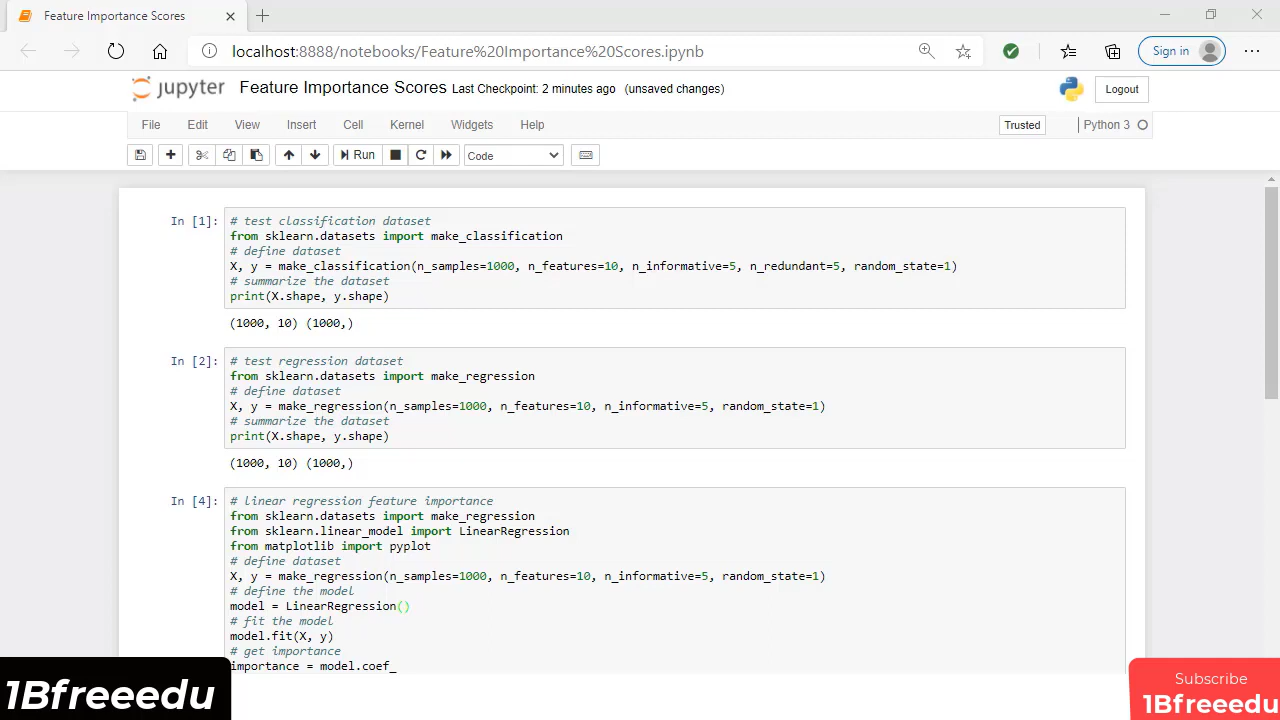 Feature Importance Scores
localhost:8888/notebooks/Feature%20Importance%20Scores.ipynb
Sign in
jupyter Feature Importance Scores Last Checkpoint: 2 minutes ago (unsaved changes)
Logout
File Edit View Insert Cell Kernel Widgets Help
Trusted
Python 3
Run
Code
In [1]:
# test classification dataset
from sklearn.datasets import make_classification
# define dataset
X, y = make_classification(n_samples=1000, n_features=10, n_informative=5, n_redundant=5, random_state=1)
# summarize the dataset
print(X.shape, y.shape)
(1000, 10) (1000,)
In [2]:
# test regression dataset
from sklearn.datasets import make_regression
# define dataset
X, y = make_regression(n_samples=1000, n_features=10, n_informative=5, random_state=1)
# summarize the dataset
print(X.shape, y.shape)
(1000, 10) (1000,)
In [4]:
# linear regression feature importance
from sklearn.datasets import make_regression
from sklearn.linear_model import LinearRegression
from matplotlib import pyplot
# define dataset
X, y = make_regression(n_samples=1000, n_features=10, n_informative=5, random_state=1)
# define the model
model = LinearRegression()
# fit the model
model.fit(X, y)
# get importance
importance = model.coef_
1Bfreeedu
Subscribe
1Bfreeedu